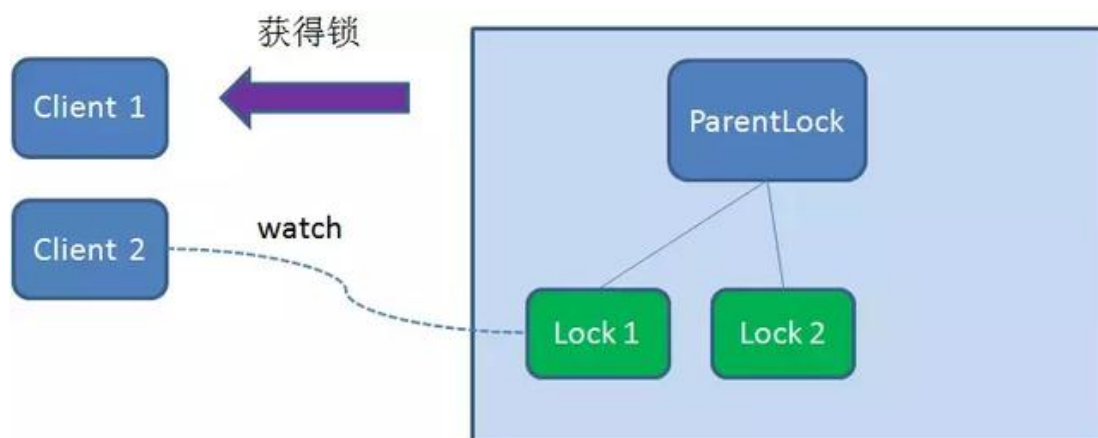 获得锁
Client 1
ParentLock
Client 2
watch
Lock 1
Lock 2